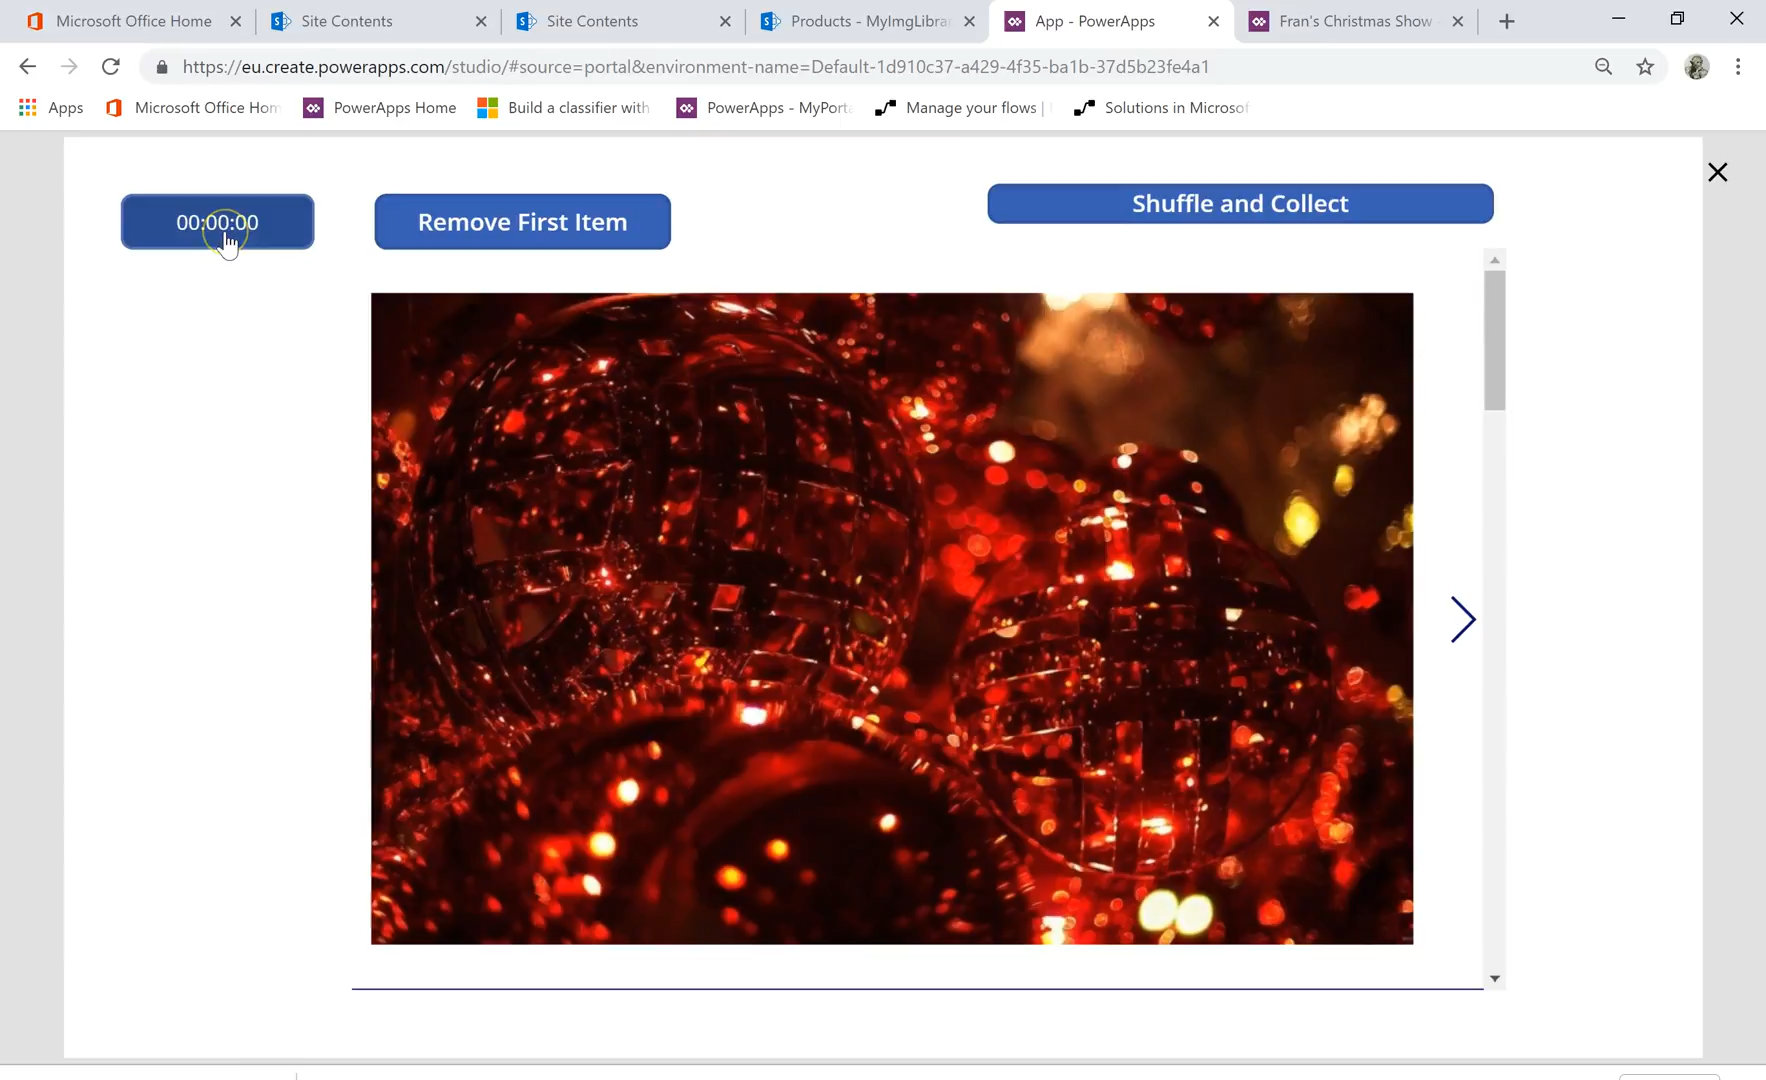 Microsoft Office Home
Site Contents
Site Contents
Products - MyImgLibra
App - PowerApps
Fran's Christmas Show
https://eu.create.powerapps.com/studio/#source=portal&environment-name=Default-1d910c37-a429-4f35-ba1b-37d5b23fe4a1
Apps
Microsoft Office Hom
PowerApps Home
Build a classifier with
PowerApps - MyPorta
Manage your flows |
Solutions in Microsof
00:00:00
Remove First Item
Shuffle and Collect